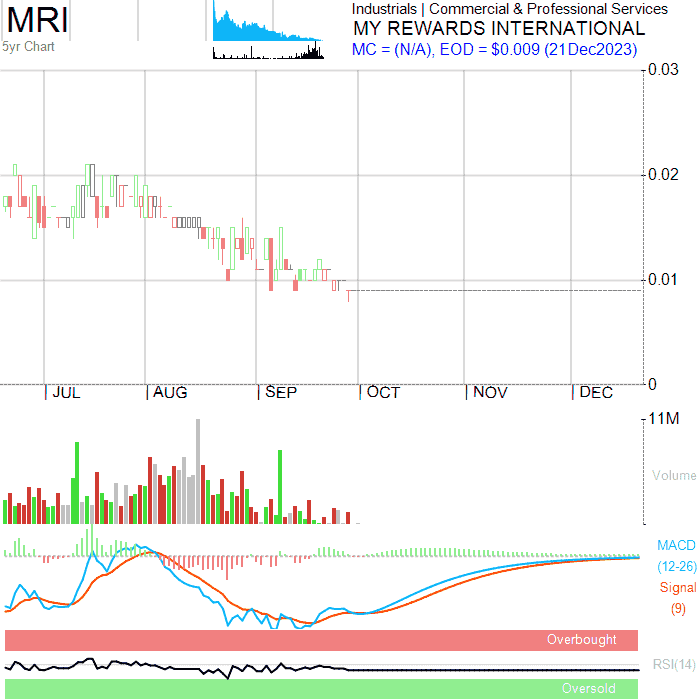 MRI
5yr Chart
Industrials | Commercial & Professional Services
MY REWARDS INTERNATIONAL
MC = (N/A), EOD = $0.009 (21Dec2023)
0.03
0.02
0.01
0
JUL AUG SEP OCT NOV DEC
11M
Volume
MACD
(12-26)
Signal
(9)
Overbought
RSI(14)
Oversold